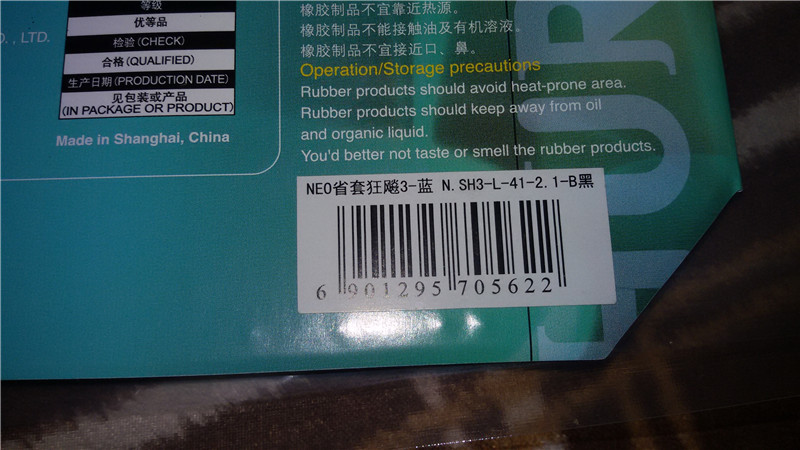 等级
优等品
O. , LTD.
检验(CHECK)
合格(QUALIFIED)
生产日期(PRODUCTION DATE)
见包装或产品
(IN PACKAGE OR PRODUCT)
Made in Shanghai, China
橡胶制品不宜靠近热源。
橡胶制品不能接触油及有机溶液。
橡胶制品不宜接近口、鼻。
Operation/Storage precautions
Rubber products should avoid heat-prone area.
Rubber products should keep away from oil
and organic liquid.
You'd better not taste or smell the rubber products.
NEO省套狂飚3-蓝 N.SH3-L-41-2.1-B黑
6 901295 705622
HUR